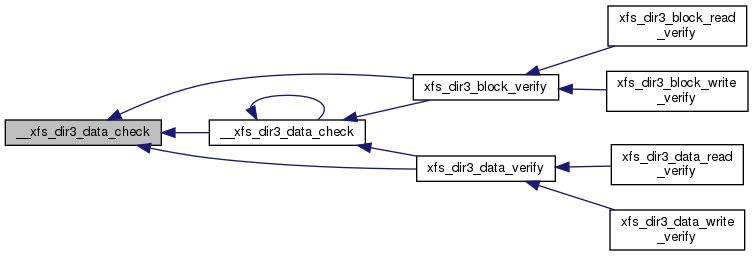 __xfs_dir3_data_check
__xfs_dir3_data_check
xfs_dir3_block_verify
xfs_dir3_data_verify
xfs_dir3_block_read
_verify
xfs_dir3_block_write
_verify
xfs_dir3_data_read
_verify
xfs_dir3_data_write
_verify